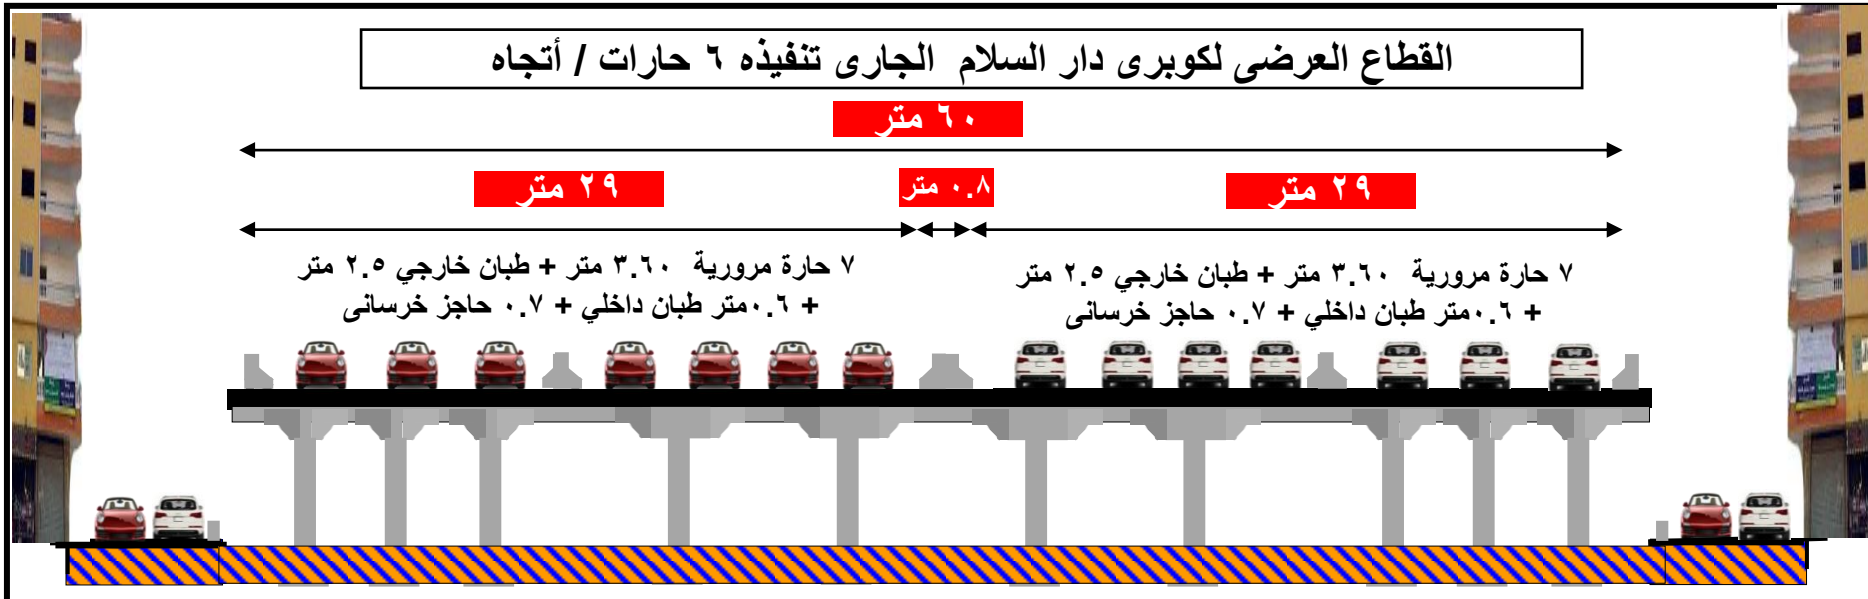 القطاع العرضى لكوبرى دار السلام الجارى تنفيذه ٦ حارات / أتجاه
٦٠ متر
٢٩ متر
٠.٨ متر
٢٩ متر
٧ حارة مرورية ٣.٦٠ متر + طبان خارجي ٢.٥ متر
+ ٠.٦متر طبان داخلي + ٠.٧ حاجز خرسانى
٧ حارة مرورية ٣.٦٠ متر + طبان خارجي ٢.٥ متر
+ ٠.٦متر طبان داخلي + ٠.٧ حاجز خرسانى